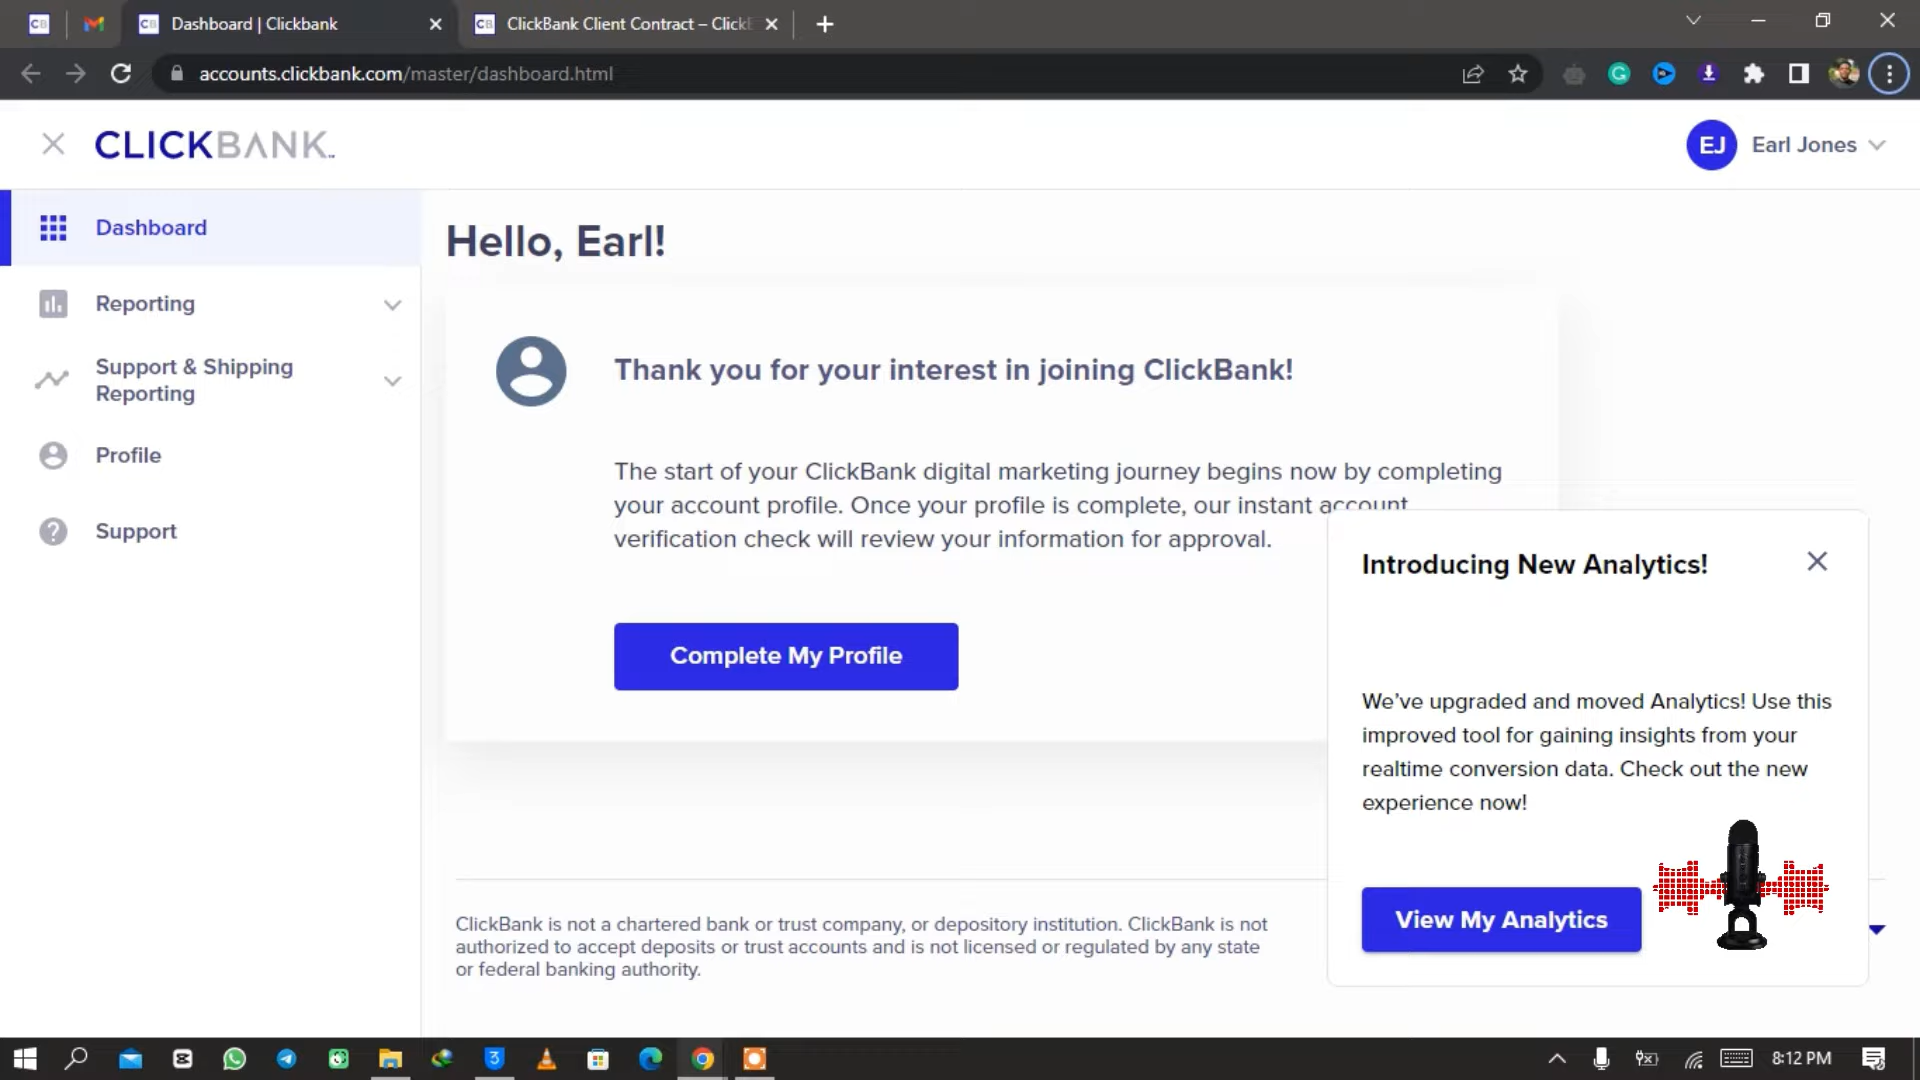 CB
Dashboard | Clickbank
CB
ClickBank Client Contract – Click
accounts.clickbank.com/master/dashboard.html
CLICKBANK
EJ
Earl Jones
Dashboard
Reporting
Support & Shipping
Reporting
Profile
Support
Hello, Earl!
Thank you for your interest in joining ClickBank!
The start of your ClickBank digital marketing journey begins now by completing
your account profile. Once your profile is complete, our instant account
verification check will review your information for approval.
Complete My Profile
Introducing New Analytics!
We've upgraded and moved Analytics! Use this
improved tool for gaining insights from your
realtime conversion data. Check out the new
experience now!
View My Analytics
ClickBank is not a chartered bank or trust company, or depository institution. ClickBank is not
authorized to accept deposits or trust accounts and is not licensed or regulated by any state
or federal banking authority.
8:12 PM